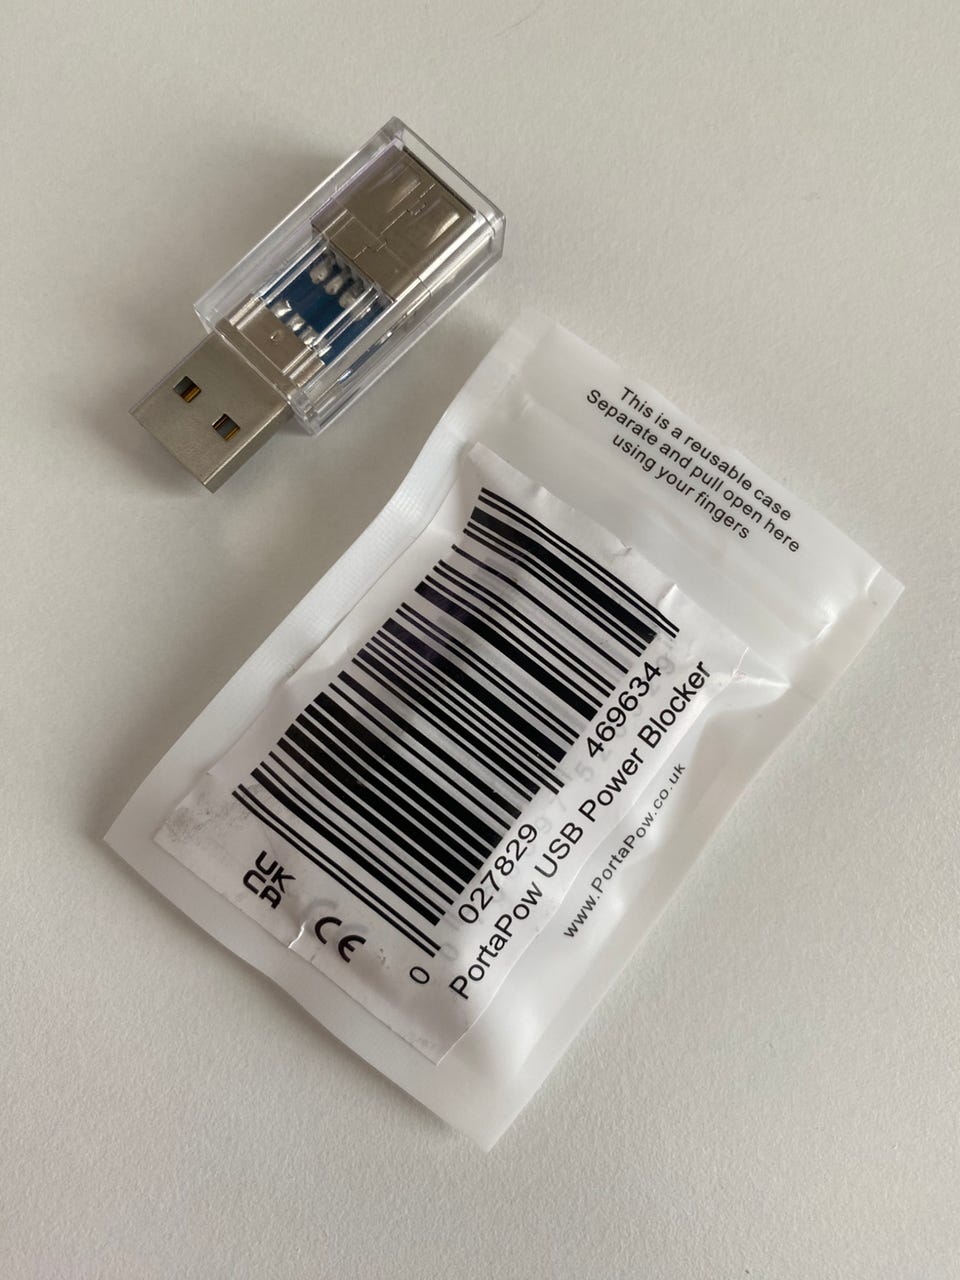 This is a reusable case
Separate and pull open here
using your fingers
0 027829 469634
PortaPow USB Power Blocker
www.PortaPow.co.uk
UK
CA
CE